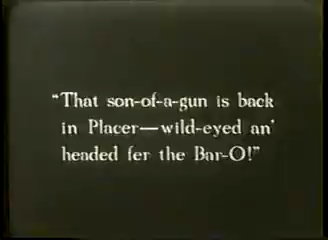 "That son-of-a-gun is back
in Placer—wild-eyed an'
headed fer the Bar-O!"